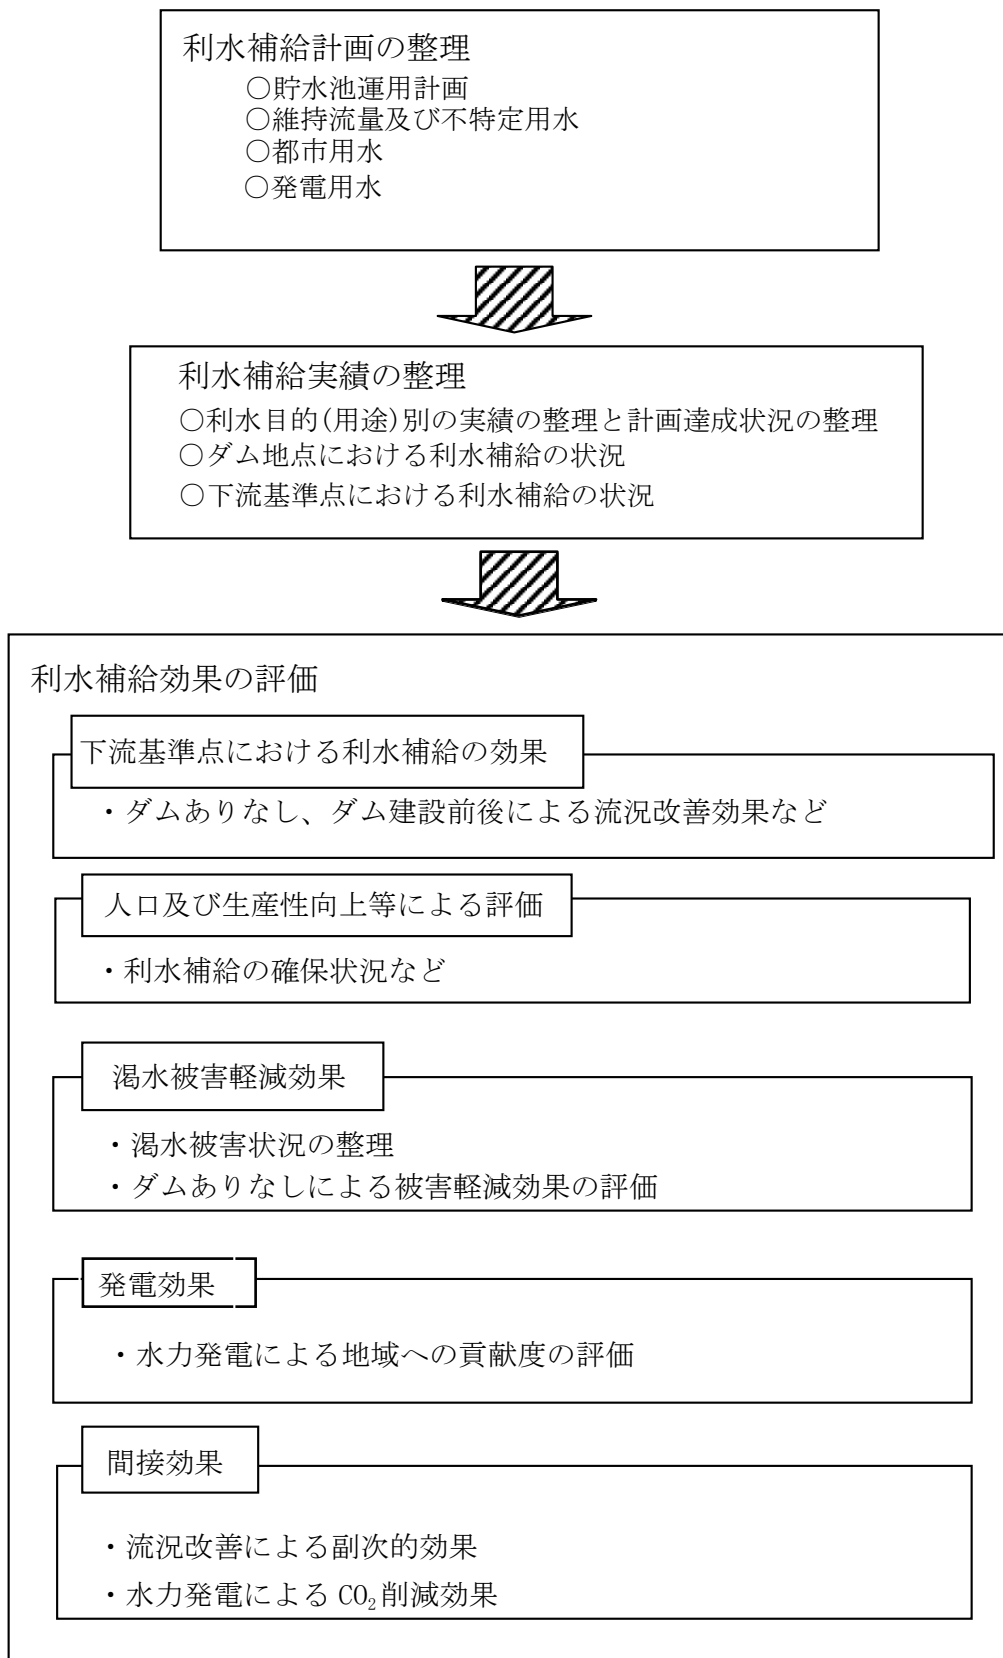 利水補給計画の整理
○貯水池運用計画
○維持流量及び不特定用水
○都市用水
○発電用水
利水補給実績の整理
○利水目的(用途)別の実績の整理と計画達成状況の整理
○ダム地点における利水補給の状況
○下流基準点における利水補給の状況
利水補給効果の評価
下流基準点における利水補給の効果
・ダムありなし、ダム建設前後による流況改善効果など
人口及び生産性向上等による評価
・利水補給の確保状況など
渇水被害軽減効果
・渇水被害状況の整理
・ダムありなしによる被害軽減効果の評価
発電効果
・水力発電による地域への貢献度の評価
間接効果
・流況改善による副次的効果
・水力発電による CO₂削減効果